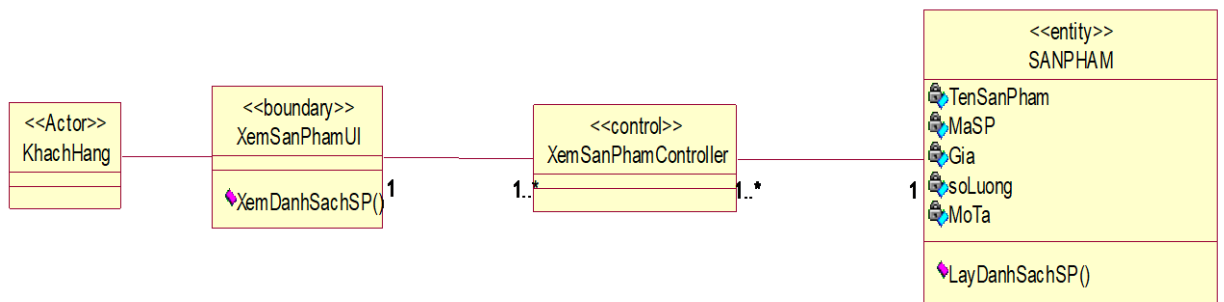 <<Actor>>
KhachHang
<<boundary>>
XemSanPhamUI
XemDanhSachSP()
1
1..*
<<control>>
XemSanPhamController
1..*
1
<<entity>>
SANPHAM
TenSanPham
MaSP
Gia
soLuong
MoTa
LayDanhSachSP()